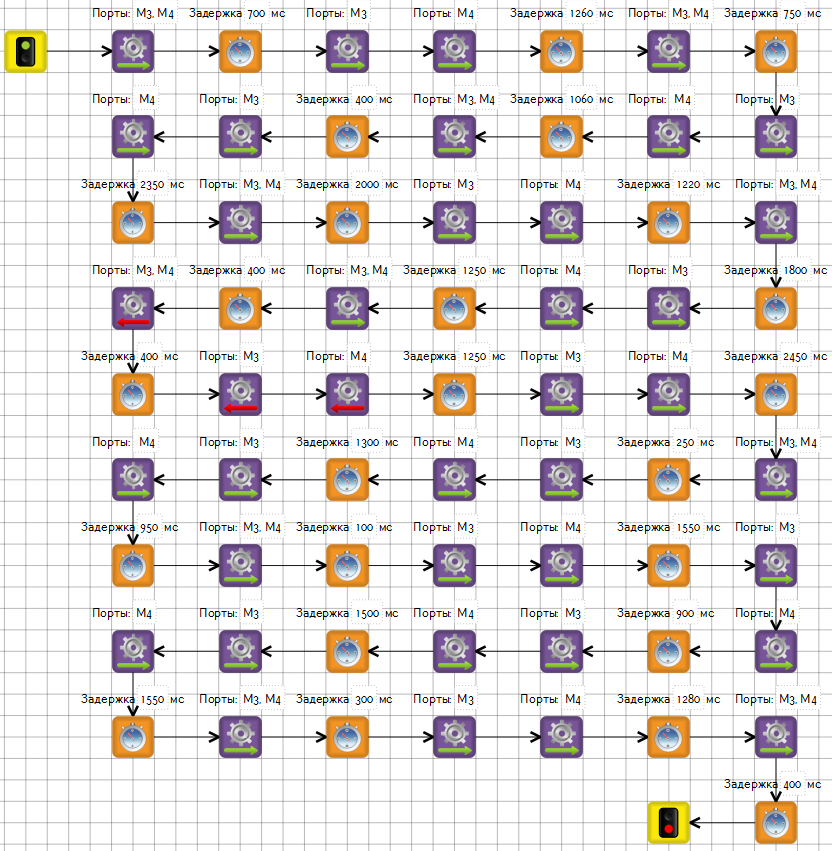 Порты: М3, М4 Задержка 700 мс Порты: М3 Порты: М4 Задержка 1260 мс Порты: М3, М4 Задержка 750 мс
Порты: М4 Порты: М3 Задержка 400 мс Порты: М3, М4 Задержка 1060 мс Порты: М4 Порты: М3
Задержка 2350 мс Порты: М3, М4 Задержка 2000 мс Порты: М3 Порты: М4 Задержка 1220 мс Порты: М3, М4
Порты: М3, М4 Задержка 400 мс Порты: М3, М4 Задержка 1250 мс Порты: М4 Порты: М3 Задержка 1800 мс
Задержка 400 мс Порты: М3 Порты: М4 Задержка 1250 мс Порты: М3 Порты: М4 Задержка 2450 мс
Порты: М4 Порты: М3 Задержка 1300 мс Порты: М4 Порты: М3 Задержка 250 мс Порты: М3, М4
Задержка 950 мс Порты: М3, М4 Задержка 100 мс Порты: М3 Порты: М4 Задержка 1550 мс Порты: М3
Порты: М4 Порты: М3 Задержка 1500 мс Порты: М4 Порты: М3 Задержка 900 мс Порты: М4
Задержка 1550 мс Порты: М3, М4 Задержка 300 мс Порты: М3 Порты: М4 Задержка 1280 мс Порты: М3, М4
Задержка 400 мс